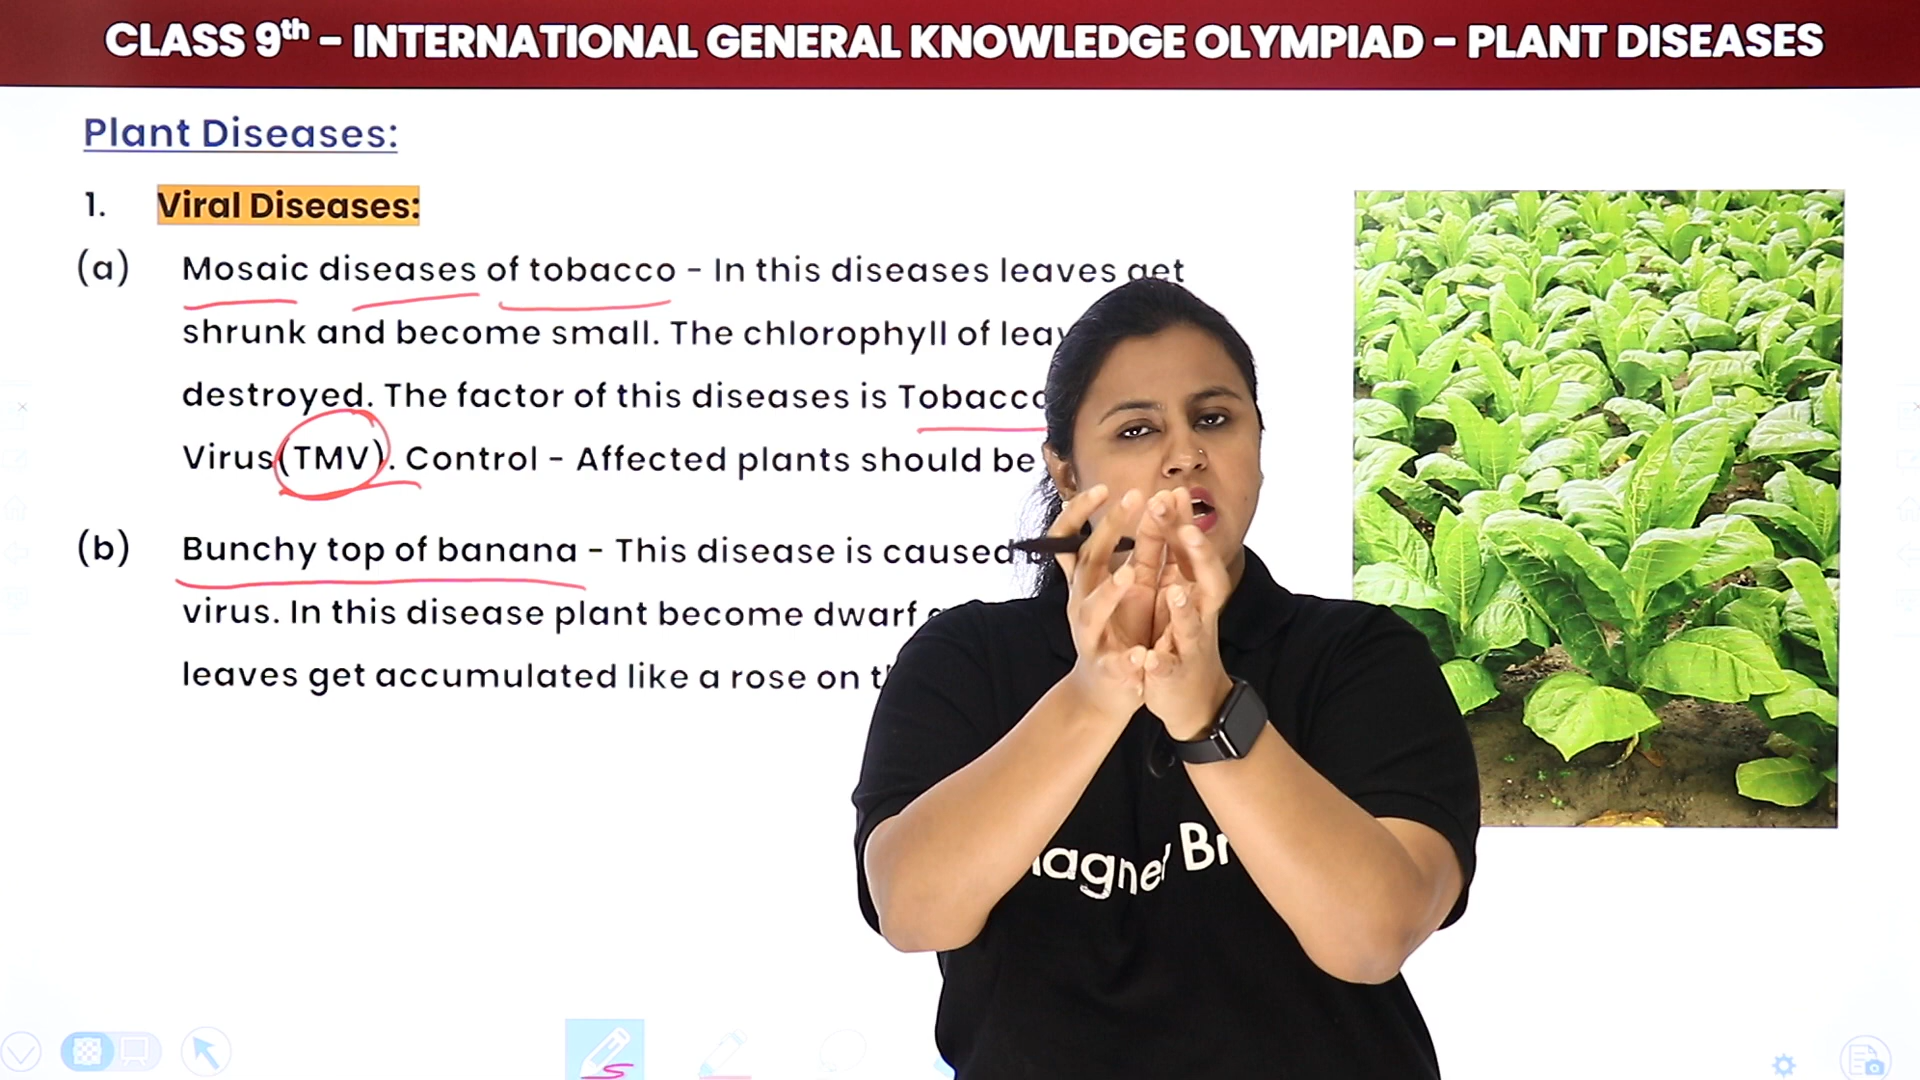 CLASS 9th - INTERNATIONAL GENERAL KNOWLEDGE OLYMPIAD - PLANT DISEASES
Plant Diseases:
1. Viral Diseases:
(a) Mosaic diseases of tobacco - In this diseases leaves get
shrunk and become small. The chlorophyll of
destroyed. The factor of this diseases is Tobacco
Virus(TMV). Control - Affected plants should be
(b) Bunchy top of banana - This disease is caused
virus. In this disease plant become dwarf
leaves get accumulated like a rose on